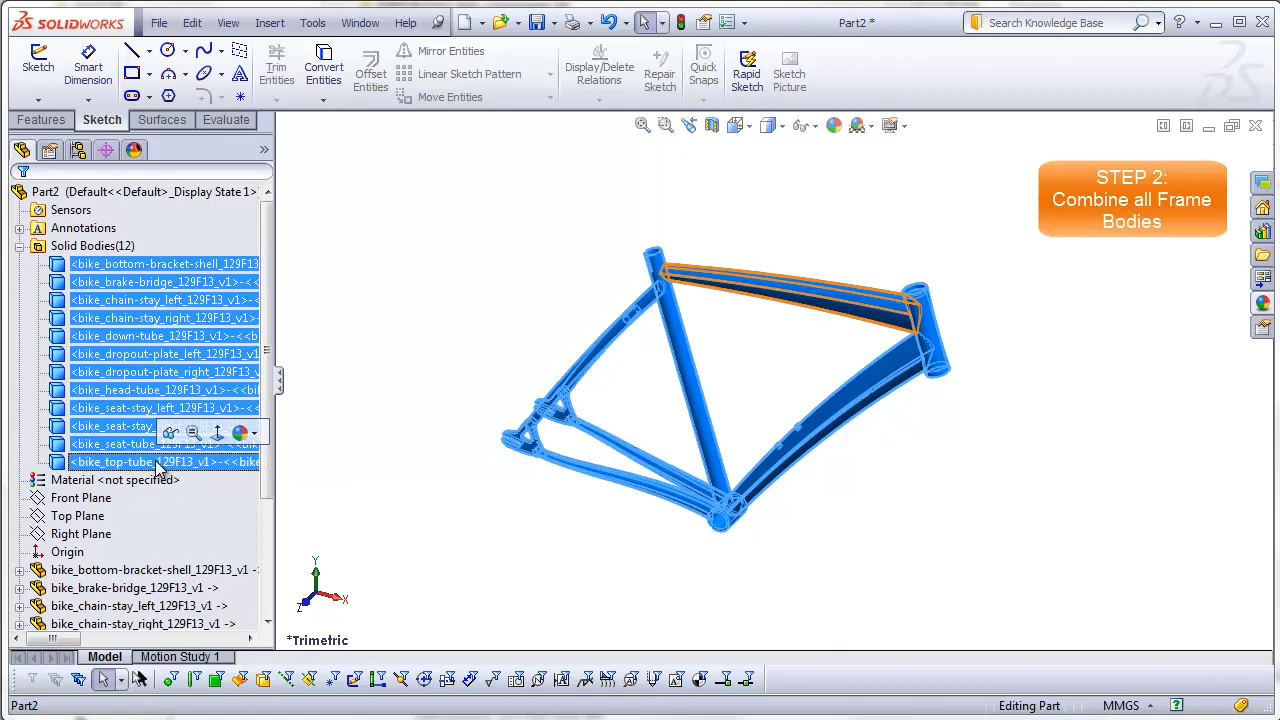 SOLIDWORKS
File Edit View Insert Tools Window Help
Part2 *
Search Knowledge Base
Sketch
Smart Dimension
Trim Entities
Convert Entities
Offset Entities
Mirror Entities
Linear Sketch Pattern
Move Entities
Display/Delete Relations
Repair Sketch
Quick Snaps
Rapid Sketch
Sketch Picture
Features Sketch Surfaces Evaluate
Part2 (Default<<Default>_Display State 1>
Sensors
Annotations
Solid Bodies(12)
<bike_bottom-bracket-shell_129F13
<bike_brake-bridge_129F13_v1>-<
<bike_chain-stay_left_129F13_v1>-<
<bike_chain-stay_right_129F13_v1>
<bike_down-tube_129F13_v1>-<<b
<bike_dropout-plate_left_129F13_v1
<bike_dropout-plate_right_129F13_v
<bike_head-tube_129F13_v1>-<<bi
<bike_seat-stay_left_129F13_v1>-<<
<bike_seat-stay_
<bike_seat-tube_129F13_v1>-<<bik
<bike_top-tube_129F13_v1>-<<bike
Material <not specified>
Front Plane
Top Plane
Right Plane
Origin
bike_bottom-bracket-shell_129F13_v1 -
bike_brake-bridge_129F13_v1 ->
bike_chain-stay_left_129F13_v1 ->
bike_chain-stay_right_129F13_v1 ->
STEP 2:
Combine all Frame
Bodies
Y
X
Z
*Trimetric
Model Motion Study 1
Part2
Editing Part
MMGS